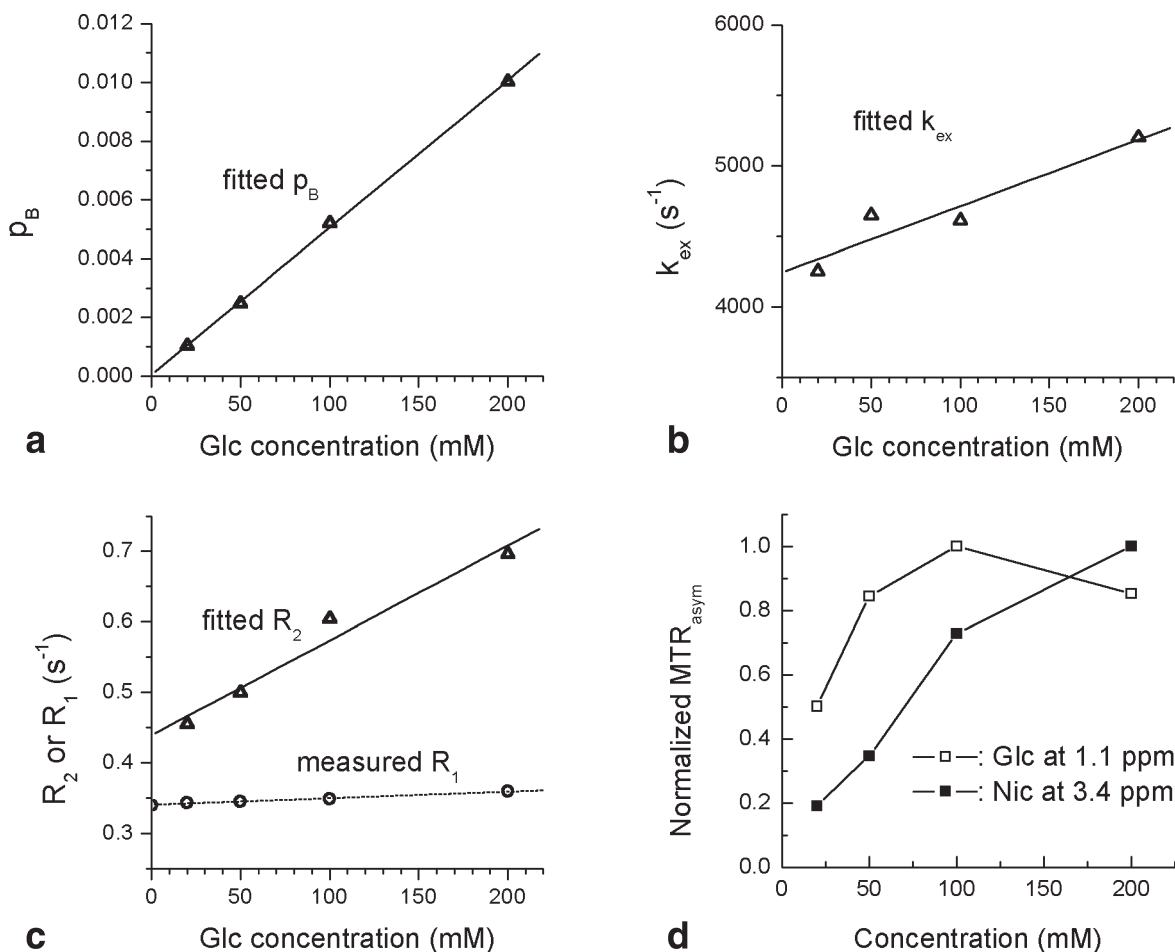 0.012
0.010
0.008
0.006
0.004
0.002
0.000
p_B
fitted p_B
0 50 100 150 200
Glc concentration (mM)
a
6000
5000
4000
k_ex (s⁻¹)
fitted k_ex
0 50 100 150 200
Glc concentration (mM)
b
0.7
0.6
0.5
0.4
0.3
R_2 or R_1 (s⁻¹)
fitted R_2
measured R_1
0 50 100 150 200
Glc concentration (mM)
c
1.0
0.8
0.6
0.4
0.2
0.0
Normalized MTR_asym
: Glc at 1.1 ppm
: Nic at 3.4 ppm
0 50 100 150 200
Concentration (mM)
d